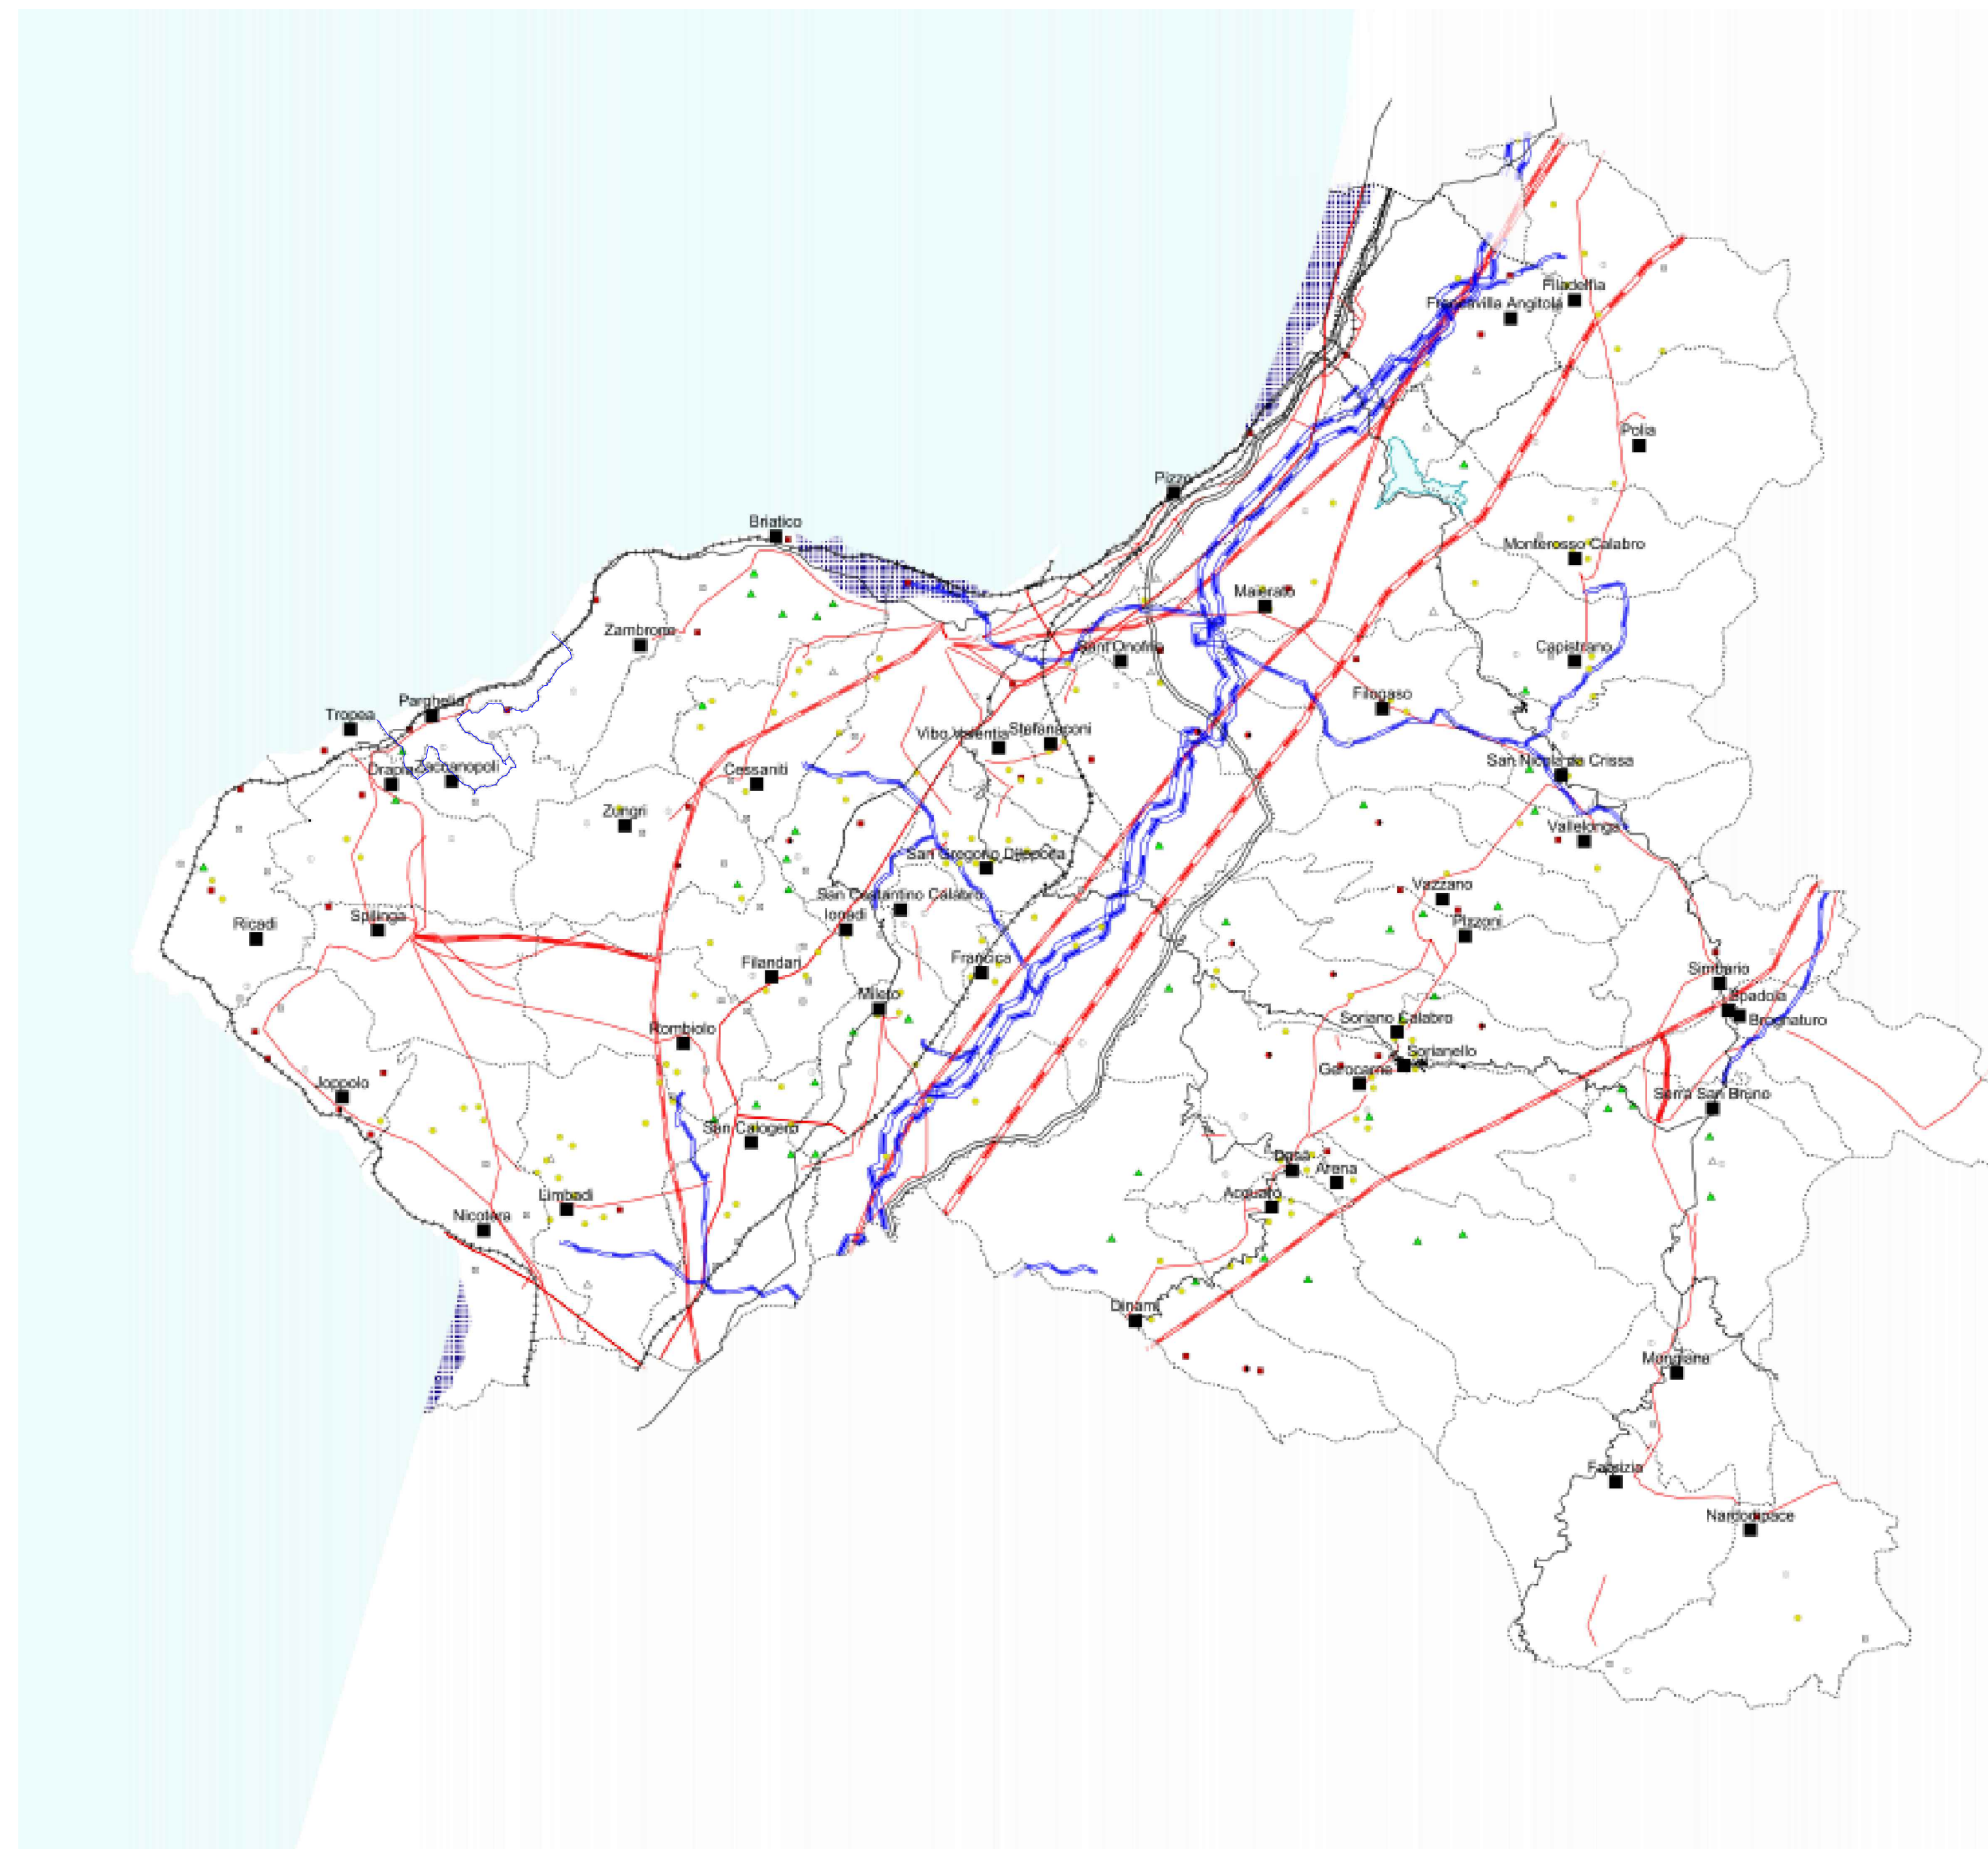 Filadelfia
Francavilla Angitola
Polia
Pizzo
Briatico
Monterosso Calabro
Maierato
Zambrone
Sant'Onofrio
Capistrano
Parghelia
Filogaso
Tropea
Vibo Valentia
Stefanaconi
San Nicola da Crissa
Drapia
Zaccanopoli
Cessaniti
Zungri
Vallelonga
San Gregorio D'Ippona
Vazzano
San Costantino Calabro
Ionadi
Spilinga
Ricadi
Pizzoni
Filandari
Francica
Simbario
Mileto
Spadola
Brognaturo
Soriano Calabro
Rombiolo
Sorianello
Gerocarne
Joppolo
Serra San Bruno
San Calogero
Dasà
Arena
Acquaro
Limbadi
Nicotera
Dinami
Mongiana
Fabrizia
Nardodipace